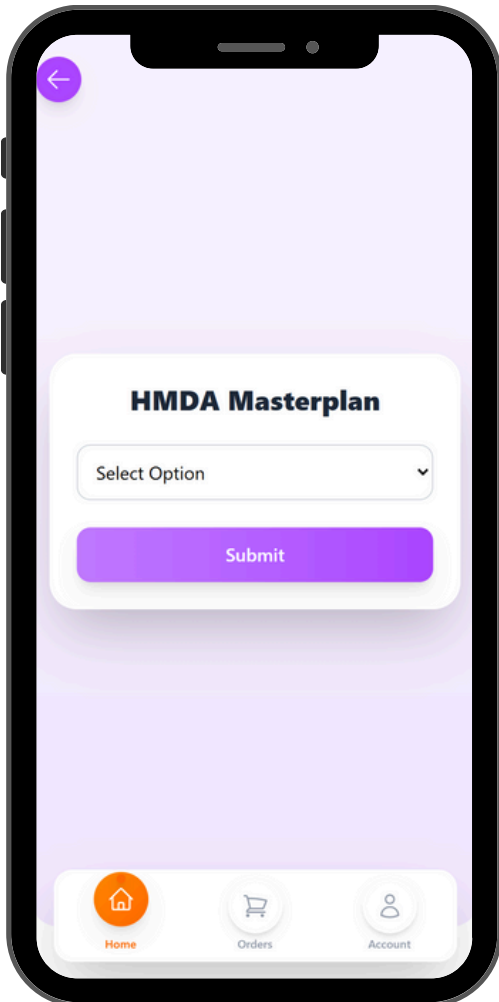 HMDA Masterplan
Select Option
Submit
Home
Orders
Account